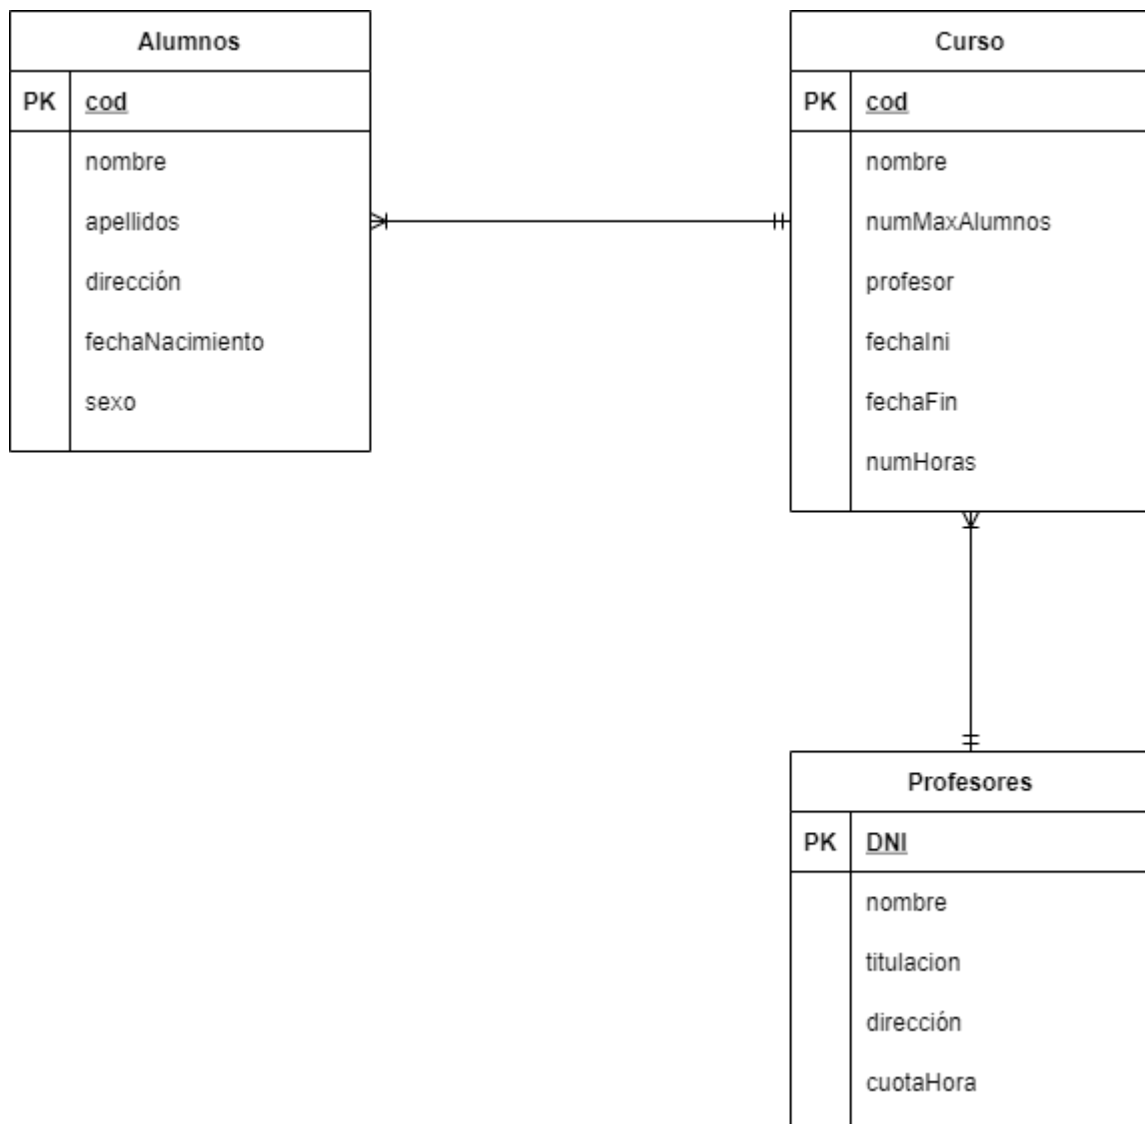 Alumnos
PK cod
nombre
apellidos
dirección
fechaNacimiento
sexo
Curso
PK cod
nombre
numMaxAlumnos
profesor
fechaIni
fechaFin
numHoras
Profesores
PK DNI
nombre
titulacion
dirección
cuotaHora